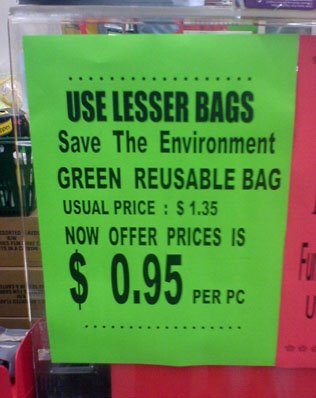 USE LESSER BAGS
Save The Environment
GREEN REUSABLE BAG
USUAL PRICE : $ 1.35
NOW OFFER PRICES IS
$ 0.95 PER PC